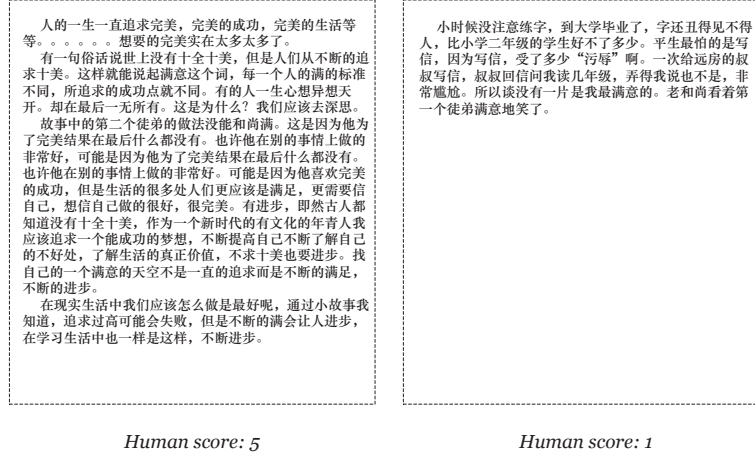 人的一生一直追求完美，完美的成功，完美的生活等
等。。。。。。想要的完美实在太多太多了。
有一句俗话说世上没有十全十美，但是人们从不断的追
求十美。这样就能说起满意这个词，每一个人的满的标准
不同，所追求的成功点就不同。有的人一生心想异想天
开。却在最后一无所有。这是为什么？我们应该去深思。
故事中的第二个徒弟的做法没能和尚满。这是因为他为
了完美结果在最后什么都没有。也许他在别的事情上做的
非常好，可能是因为他为了完美结果在最后什么都没有。
也许他在别的事情上做的非常好。可能是因为他喜欢完美
的成功，但是生活的很多处人们更应该是满足，更需要信
自己，想信自己做的很好，很完美。有进步，即然古人都
知道没有十全十美，作为一个新时代的有文化的年青人我
应该追求一个能成功的梦想，不断提高自己不断了解自己
的不好处，了解生活的真正价值，不求十美也要进步。找
自己的一个满意的天空不是一直的追求而是不断的满足，
不断的进步。
在现实生活中我们应该怎么做是最好呢，通过小故事我
知道，追求过高可能会失败，但是不断的满会让人进步，
在学习生活中也一样是这样，不断进步。
Human score: 5
小时候没注意练字，到大学毕业了，字还丑得见不得
人，比小学二年级的学生好不了多少。平生最怕的是写
信，因为写信，受了多少“污辱”啊。一次给远房的叔
叔写信，叔叔回信问我读几年级，弄得我说也不是，非
常尴尬。所以谈没有一片是我最满意的。老和尚看着第
一个徒弟满意地笑了。
Human score: 1